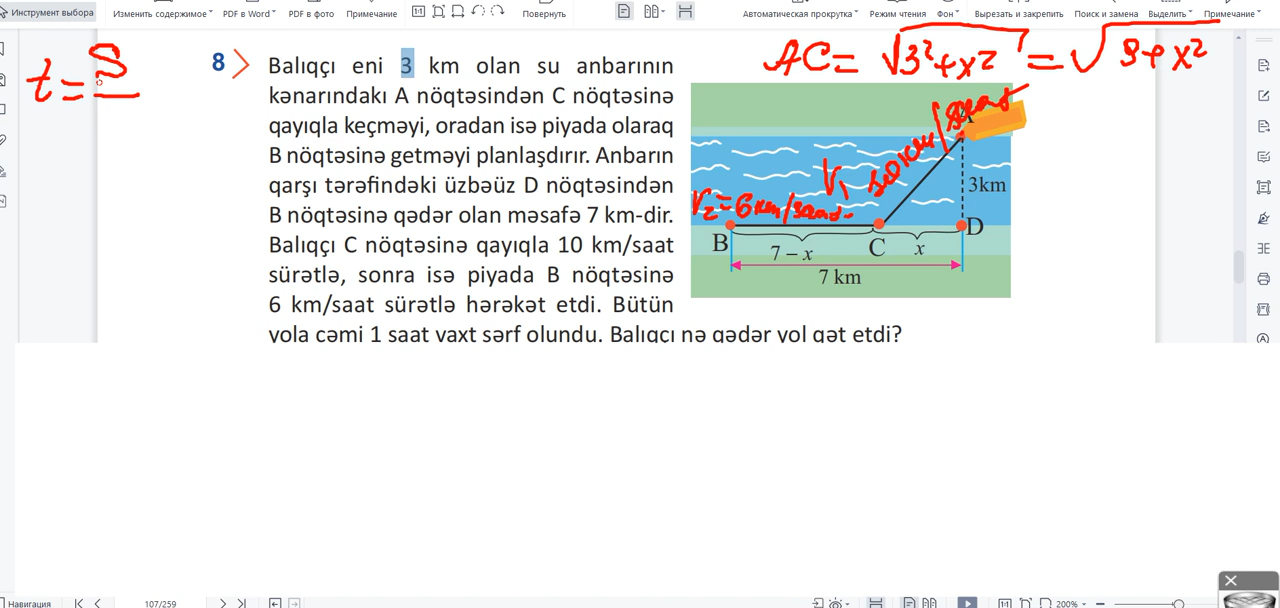 Инструмент выбора
Изменить содержимое PDF в Word PDF в фото Примечание Повернуть Автоматическая прокрутка Режим чтения Фон Вырезать и закрепить Поиск и замена Выделить Примечание
t = S
AC = √3²+x² = √9+x²
8 Balıqçı eni 3 km olan su anbarının
kənarındakı A nöqtəsindən C nöqtəsinə
qayıqla keçməyi, oradan isə piyada olaraq
B nöqtəsinə getməyi planlaşdırır. Anbarın
qarşı tərəfindəki üzbəüz D nöqtəsindən
B nöqtəsinə qədər olan məsafə 7 km-dir.
Balıqçı C nöqtəsinə qayıqla 10 km/saat
sürətlə, sonra isə piyada B nöqtəsinə
6 km/saat sürətlə hərəkət etdi. Bütün
yola cəmi 1 saat vaxt sərf olundu. Balıqçı nə qədər yol qət etdi?
A
V₁ km/saat
3km
V₂=6km/saat
B C D
7 – x x
7 km
Навигация 107/259 200%